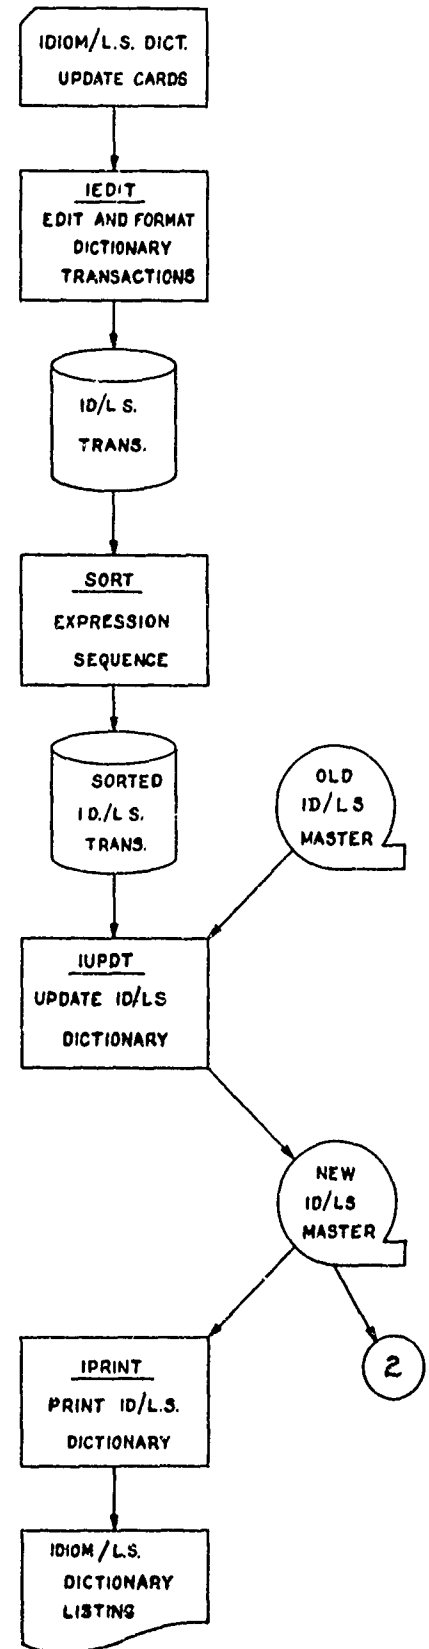 IDIOM/L.S. DICT.
UPDATE CARDS
IEDIT
EDIT AND FORMAT
DICTIONARY
TRANSACTIONS
ID/L S.
TRANS.
SORT
EXPRESSION
SEQUENCE
SORTED
ID./L S.
TRANS.
OLD
ID/LS
MASTER
IUPDT
UPDATE ID/LS
DICTIONARY
NEW
ID/LS
MASTER
2
IPRINT
PRINT ID/L.S.
DICTIONARY
IDIOM/L.S.
DICTIONARY
LISTING